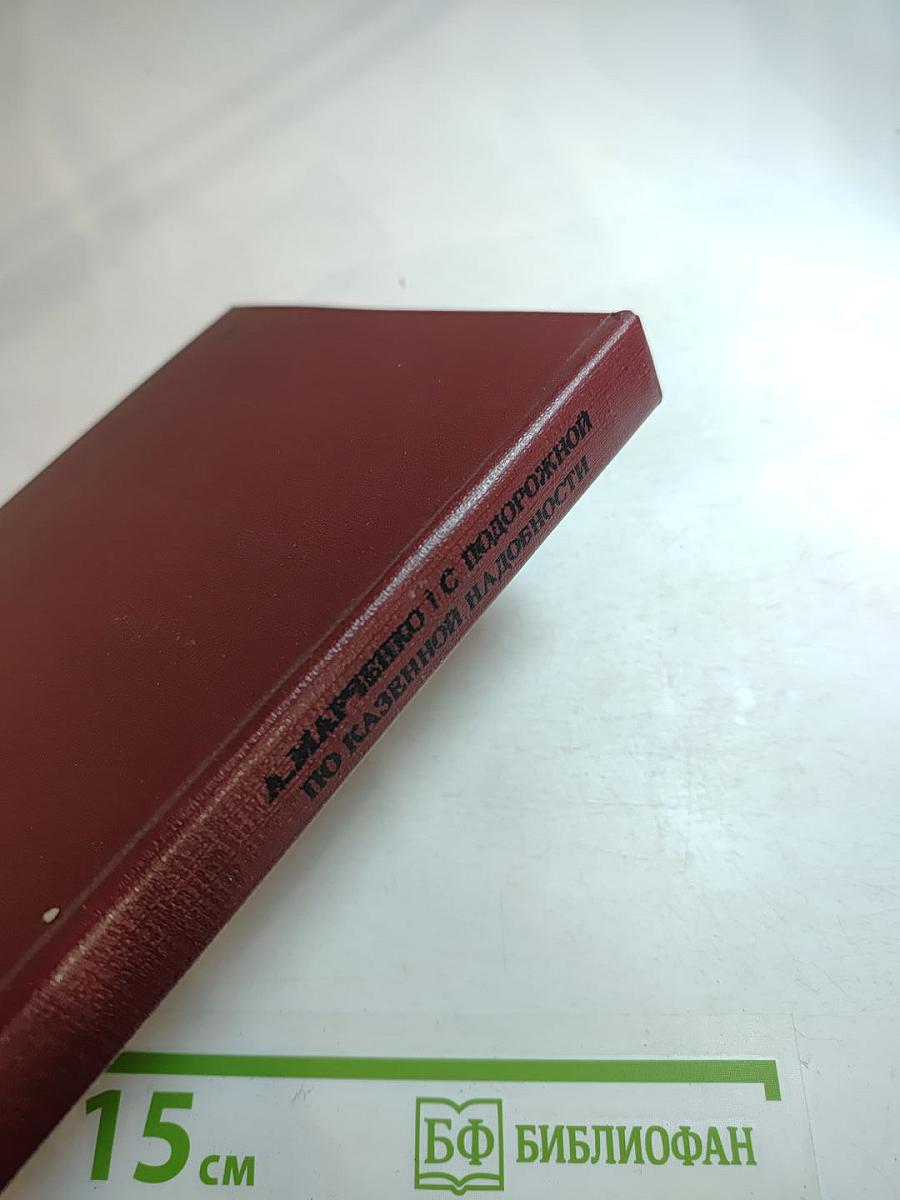 А.МАРЧЕНКО | С ПОДОРОЖНОЙ
ПО КАЗЕННОЙ НАДОБНОСТИ
15 см
БФ БИБЛИОФАН